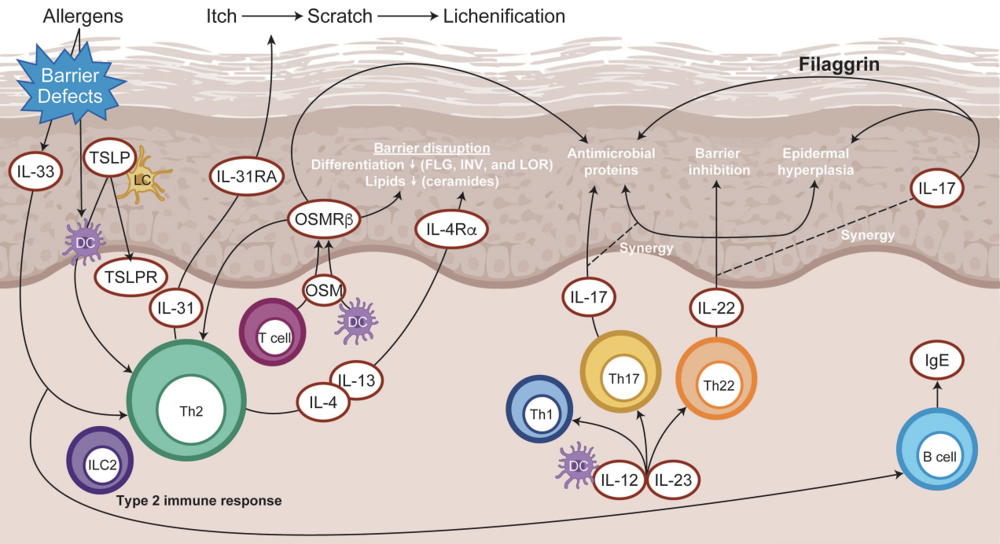 Allergens
Itch
Scratch
Lichenification
Barrier
Defects
Filaggrin
IL-33
TSLP
LC
IL-31RA
Barrier disruption
Differentiation ↓ (FLG, INV, and LOR)
Lipids ↓ (ceramides)
Antimicrobial
proteins
Barrier
inhibition
Epidermal
hyperplasia
IL-17
DC
OSMRβ
IL-4Rα
Synergy
Synergy
TSLPR
IL-31
OSM
DC
T cell
IL-17
IL-22
IL-13
IL-4
Th2
Th17
Th22
Th1
IgE
ILC2
DC
IL-12
IL-23
B cell
Type 2 immune response